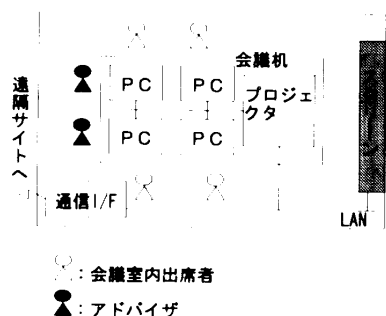 会議机
PC PC
プロジェ
クタ
PC PC
遠隔サイトへ
通信I/F
LAN
：会議室内出席者
：アドバイザ